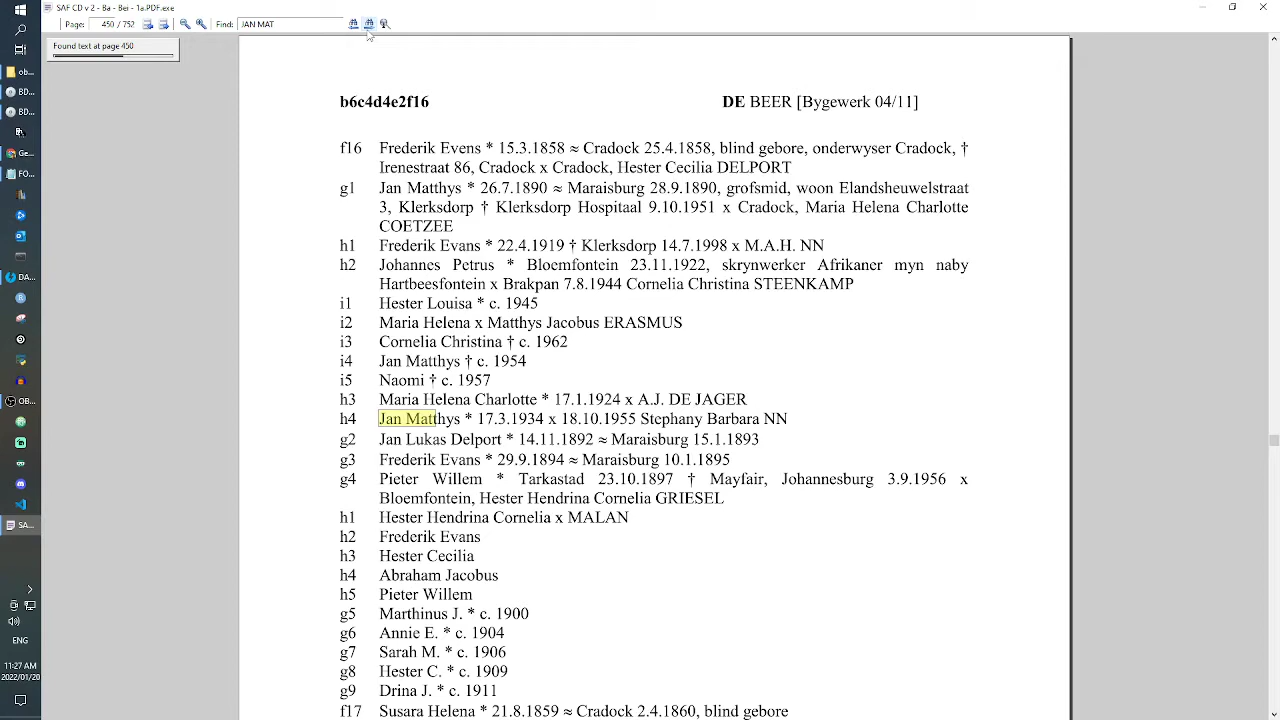 SAF CD v 2 - Ba - Bei - 1a.PDF.exe
Page: 450 / 752 Find: JAN MAT
Found text at page 450
b6c4d4e2f16 DE BEER [Bygewerk 04/11]
f16 Frederik Evens * 15.3.1858 ≈ Cradock 25.4.1858, blind gebore, onderwyser Cradock, †
Irenestraat 86, Cradock x Cradock, Hester Cecilia DELPORT
g1 Jan Matthys * 26.7.1890 ≈ Maraisburg 28.9.1890, grofsmid, woon Elandsheuwelstraat
3, Klerksdorp † Klerksdorp Hospitaal 9.10.1951 x Cradock, Maria Helena Charlotte
COETZEE
h1 Frederik Evans * 22.4.1919 † Klerksdorp 14.7.1998 x M.A.H. NN
h2 Johannes Petrus * Bloemfontein 23.11.1922, skrynwerker Afrikaner myn naby
Hartbeesfontein x Brakpan 7.8.1944 Cornelia Christina STEENKAMP
i1 Hester Louisa * c. 1945
i2 Maria Helena x Matthys Jacobus ERASMUS
i3 Cornelia Christina † c. 1962
i4 Jan Matthys † c. 1954
i5 Naomi † c. 1957
h3 Maria Helena Charlotte * 17.1.1924 x A.J. DE JAGER
h4 Jan Matthys * 17.3.1934 x 18.10.1955 Stephany Barbara NN
g2 Jan Lukas Delport * 14.11.1892 ≈ Maraisburg 15.1.1893
g3 Frederik Evans * 29.9.1894 ≈ Maraisburg 10.1.1895
g4 Pieter Willem * Tarkastad 23.10.1897 † Mayfair, Johannesburg 3.9.1956 x
Bloemfontein, Hester Hendrina Cornelia GRIESEL
h1 Hester Hendrina Cornelia x MALAN
h2 Frederik Evans
h3 Hester Cecilia
h4 Abraham Jacobus
h5 Pieter Willem
g5 Marthinus J. * c. 1900
g6 Annie E. * c. 1904
g7 Sarah M. * c. 1906
g8 Hester C. * c. 1909
g9 Drina J. * c. 1911
f17 Susara Helena * 21.8.1859 ≈ Cradock 2.4.1860, blind gebore
ob...
BD...
BD...
Ge...
FO...
DA...
OB...
SA...
ENG
11:27 AM
2022/01/20